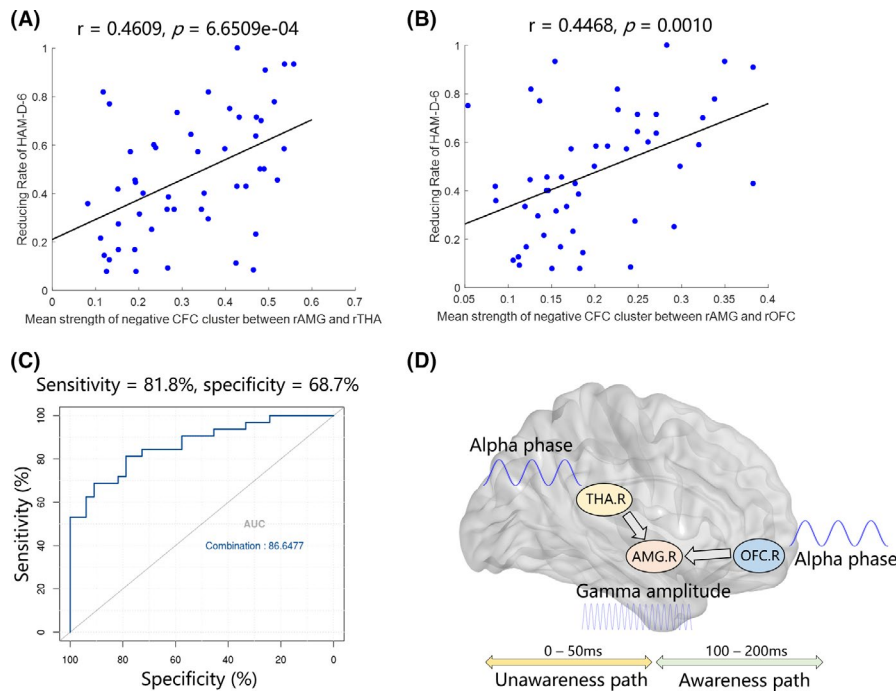 (A)
r = 0.4609, p = 6.6509e-04
Reducing Rate of HAM-D-6
1
0.8
0.6
0.4
0.2
0
0 0.1 0.2 0.3 0.4 0.5 0.6 0.7
Mean strength of negative CFC cluster between rAMG and rTHA
(B)
r = 0.4468, p = 0.0010
Reducing Rate of HAM-D-6
1
0.8
0.6
0.4
0.2
0
0.05 0.1 0.15 0.2 0.25 0.3 0.35 0.4
Mean strength of negative CFC cluster between rAMG and rOFC
(C)
Sensitivity = 81.8%, specificity = 68.7%
Sensitivity (%)
100
80
60
40
20
0
AUC
Combination : 86.6477
100 80 60 40 20 0
Specificity (%)
(D)
Alpha phase
THA.R
AMG.R
OFC.R
Alpha phase
Gamma amplitude
0 – 50ms
100 – 200ms
Unawareness path
Awareness path